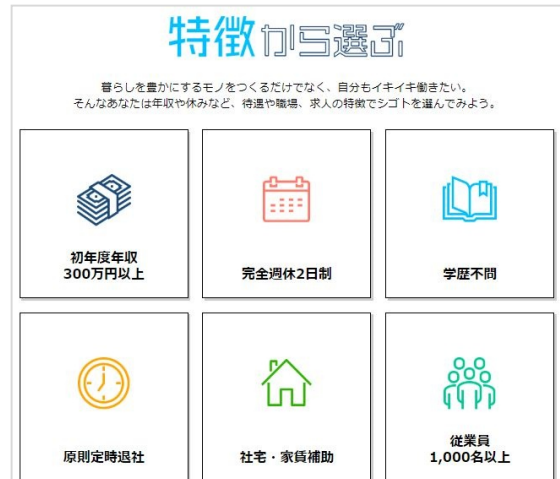 特徴から選ぶ
暮らしを豊かにするモノをつくるだけでなく、自分もイキイキ働きたい。
そんなあなたは年収や休みなど、待遇や職場、求人の特徴でシゴトを選んでみよう。
初年度年収
300万円以上
完全週休2日制
学歴不問
原則定時退社
社宅・家賃補助
従業員
1,000名以上